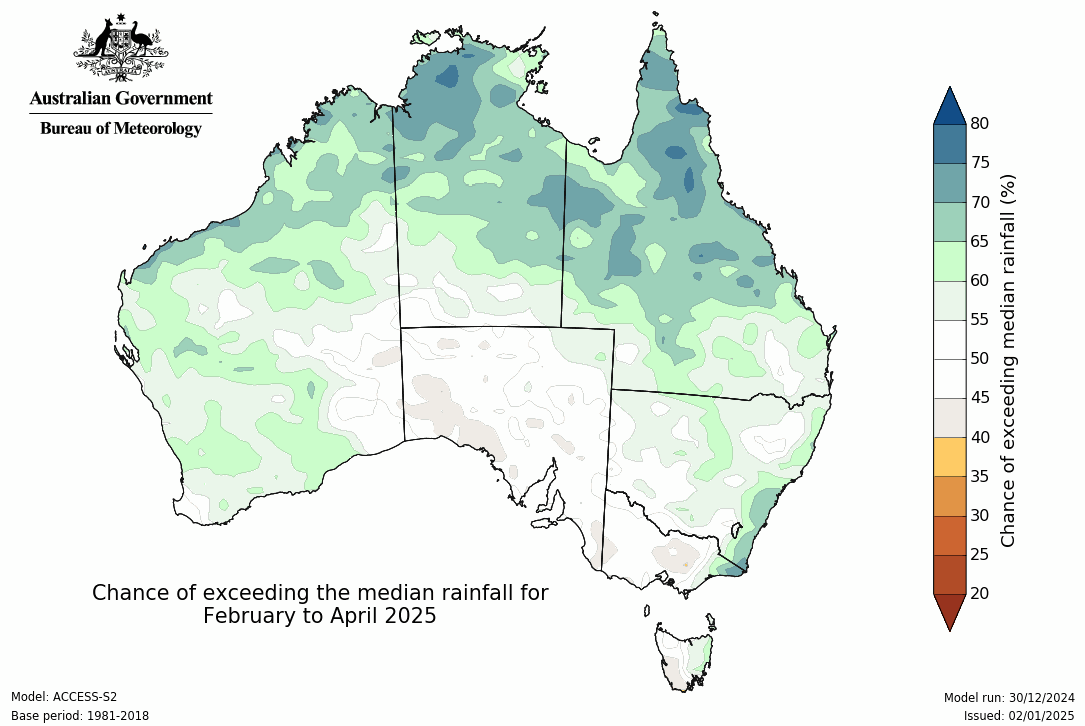 Australian Government
Bureau of Meteorology
80
75
70
65
60
55
50
45
40
35
30
25
20
Chance of exceeding median rainfall (%)
Chance of exceeding the median rainfall for
February to April 2025
Model: ACCESS-S2
Base period: 1981-2018
Model run: 30/12/2024
Issued: 02/01/2025